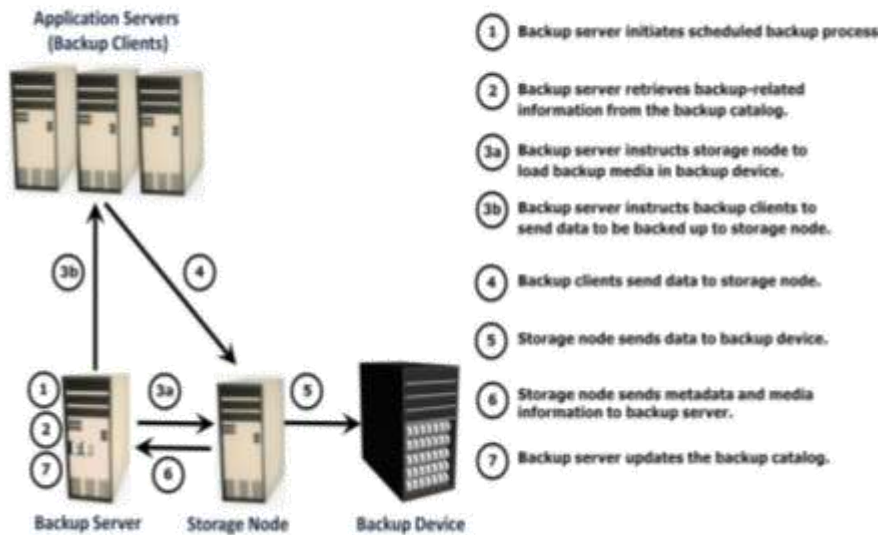 Application Servers
(Backup Clients)
1 Backup server initiates scheduled backup process
2 Backup server retrieves backup-related
information from the backup catalog.
3a Backup server instructs storage node to
load backup media in backup device.
3b Backup server instructs backup clients to
send data to be backed up to storage node.
4 Backup clients send data to storage node.
5 Storage node sends data to backup device.
6 Storage node sends metadata and media
information to backup server.
7 Backup server updates the backup catalog.
3b
4
1
2
7
3a
6
5
Backup Server
Storage Node
Backup Device